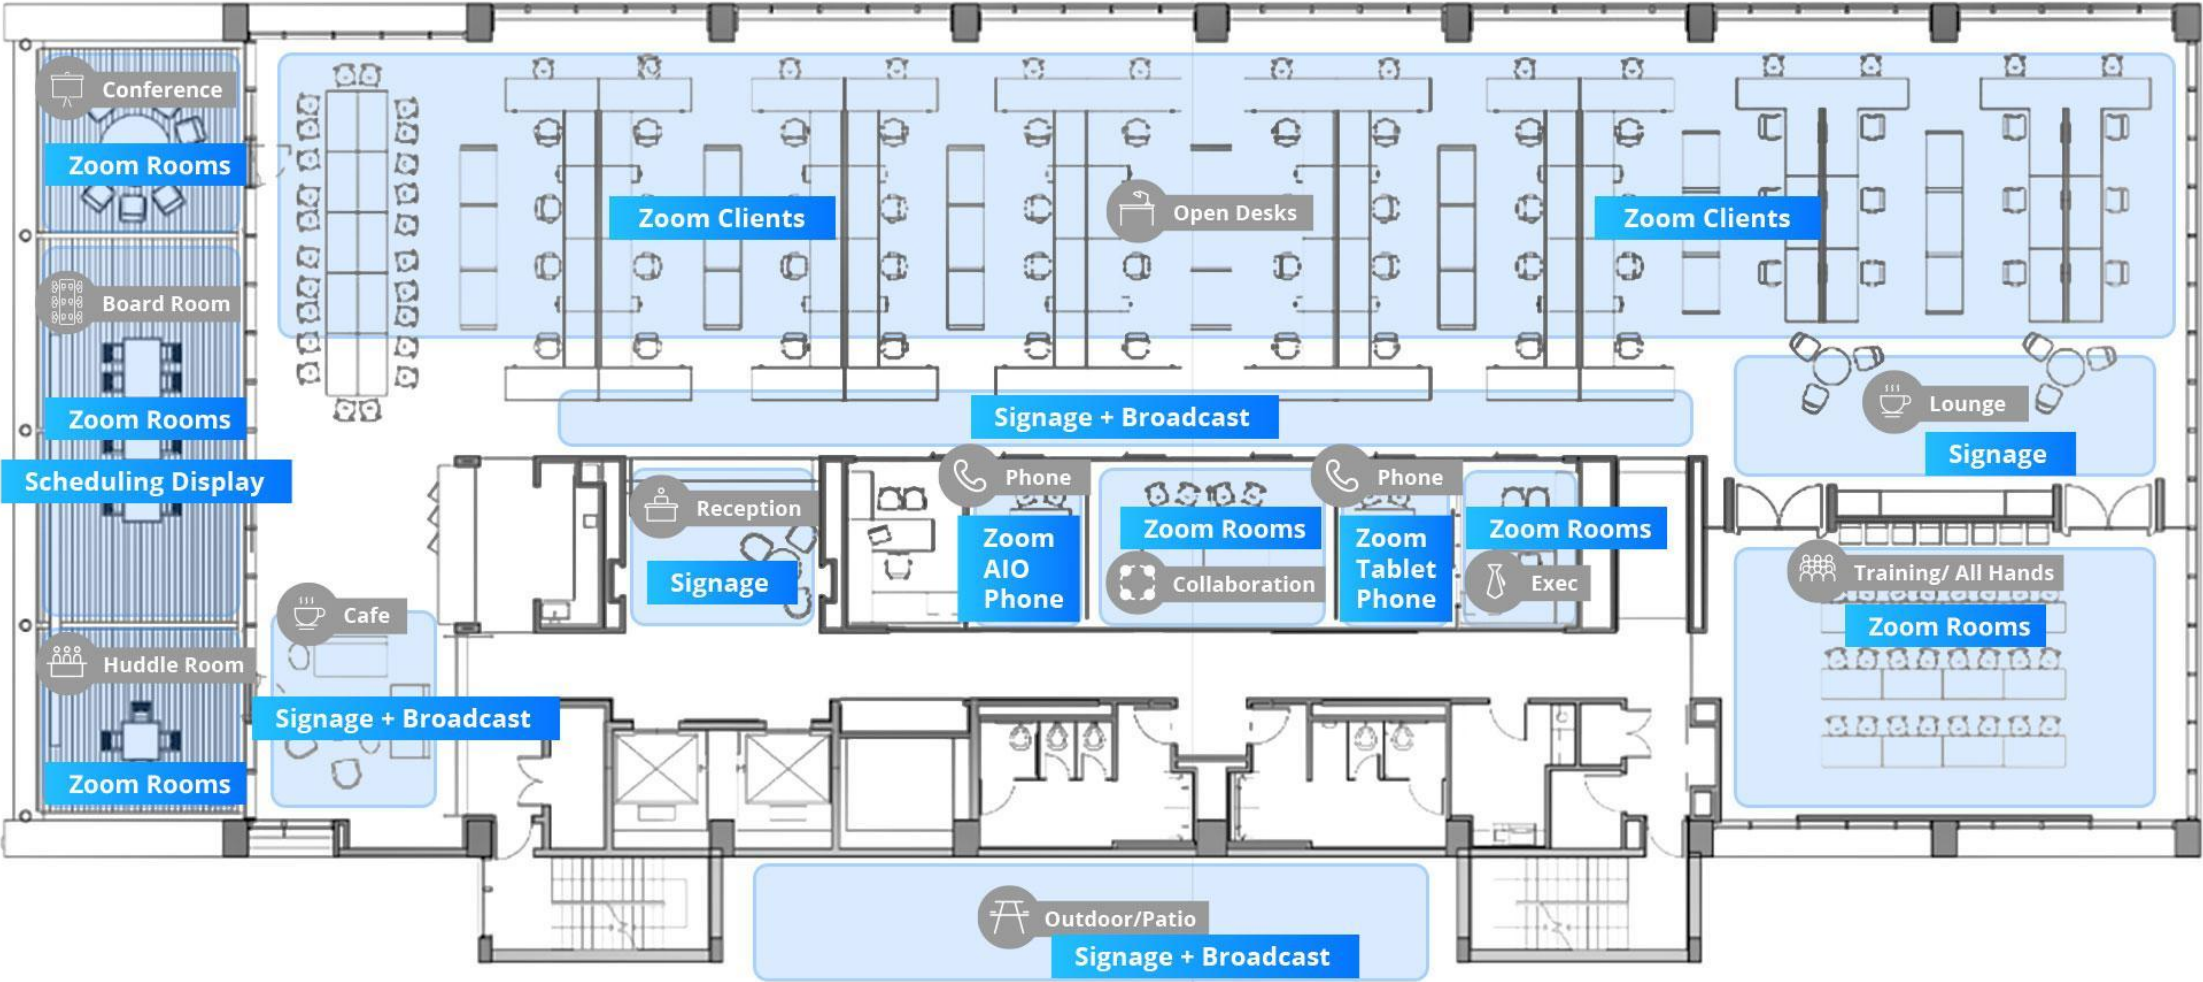 Conference
Zoom Rooms
Board Room
Zoom Rooms
Scheduling Display
Huddle Room
Zoom Rooms
Cafe
Signage + Broadcast
Zoom Clients
Open Desks
Zoom Clients
Signage + Broadcast
Lounge
Signage
Reception
Signage
Phone
Zoom
AIO
Phone
Zoom Rooms
Collaboration
Phone
Zoom
Tablet
Phone
Zoom Rooms
Exec
Training/ All Hands
Zoom Rooms
Outdoor/Patio
Signage + Broadcast